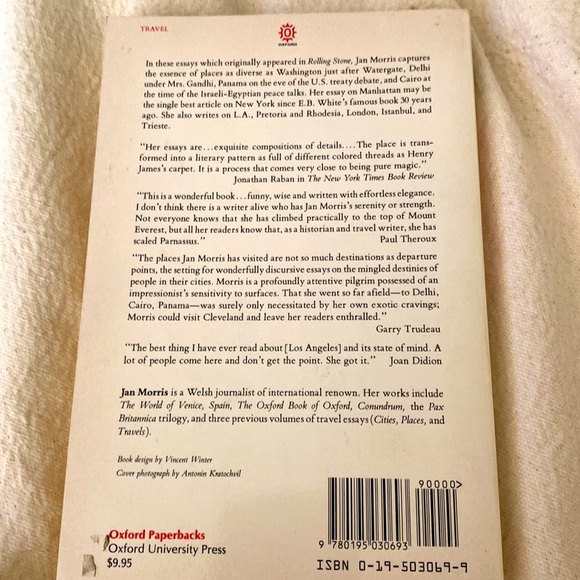 TRAVEL
OXFORD
In these essays which originally appeared in Rolling Stone, Jan Morris captures
the essence of places as diverse as Washington just after Watergate, Delhi
under Mrs. Gandhi, Panama on the eve of the U.S. treaty debate, and Cairo at
the time of the Israeli-Egyptian peace talks. Her essay on Manhattan may be
the single best article on New York since E.B. White's famous book 30 years
ago. She also writes on L.A., Pretoria and Rhodesia, London, Istanbul, and
Trieste.
"Her essays are...exquisite compositions of details....The place is trans-
formed into a literary pattern as full of different colored threads as Henry
James's carpet. It is a process that comes very close to being pure magic."
Jonathan Raban in The New York Times Book Review
"This is a wonderful book...funny, wise and written with effortless elegance.
I don't think there is a writer alive who has Jan Morris's serenity or strength.
Not everyone knows that she has climbed practically to the top of Mount
Everest, but all her readers know that, as a historian and travel writer, she has
scaled Parnassus." Paul Theroux
"The places Jan Morris has visited are not so much destinations as departure
points, the setting for wonderfully discursive essays on the mingled destinies of
people in their cities. Morris is a profoundly attentive pilgrim possessed of an
impressionist's sensitivity to surfaces. That she went so far afield—to Delhi,
Cairo, Panama—was surely only necessitated by her own exotic cravings;
Morris could visit Cleveland and leave her readers enthralled."
Garry Trudeau
"The best thing I have ever read about [Los Angeles] and its state of mind. A
lot of people come here and don't get the point. She got it." Joan Didion
Jan Morris is a Welsh journalist of international renown. Her works include
The World of Venice, Spain, The Oxford Book of Oxford, Conundrum, the Pax
Britannica trilogy, and three previous volumes of travel essays (Cities, Places, and
Travels).
Book design by Vincent Winter
Cover photograph by Antonin Kratochvil
90000>
9 780195 030693
Oxford Paperbacks
Oxford University Press
$9.95
ISBN 0-19-503069-9